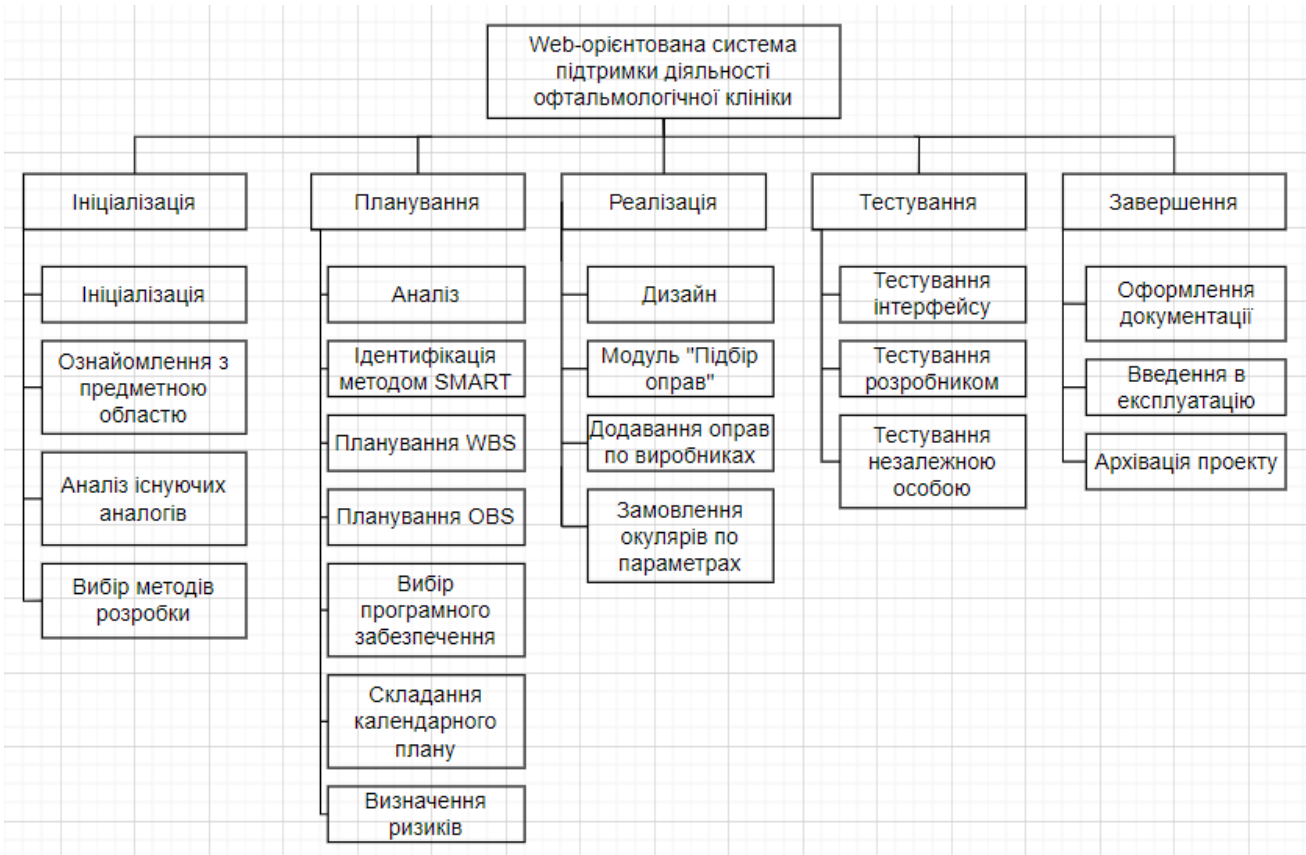 Web-орієнтована система
підтримки діяльності
офтальмологічної клініки
Ініціалізація
Ініціалізація
Ознайомлення з
предметною
областю
Аналіз існуючих
аналогів
Вибір методів
розробки
Планування
Аналіз
Ідентифікація
методом SMART
Планування WBS
Планування OBS
Вибір
програмного
забезпечення
Складання
календарного
плану
Визначення
ризиків
Реалізація
Дизайн
Модуль "Підбір
оправ"
Додавання оправ
по виробниках
Замовлення
окулярів по
параметрах
Тестування
Тестування
інтерфейсу
Тестування
розробником
Тестування
незалежною
особою
Завершення
Оформлення
документації
Введення в
експлуатацію
Архівація проекту